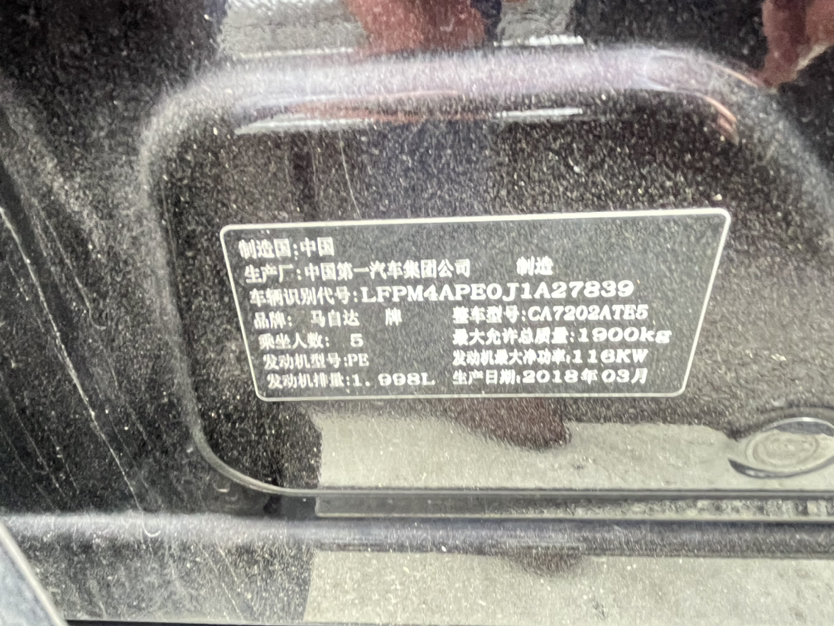 制造国:中国
生产厂:中国第一汽车集团公司 制造
车辆识别代号:LFPM4APE0J1A27839
品牌: 马自达 牌 整车型号:CA7202ATE5
乘坐人数: 5 最大允许总质量:1900kg
发动机型号:PE 发动机最大净功率:116KW
发动机排量:1.998L 生产日期:2018年03月